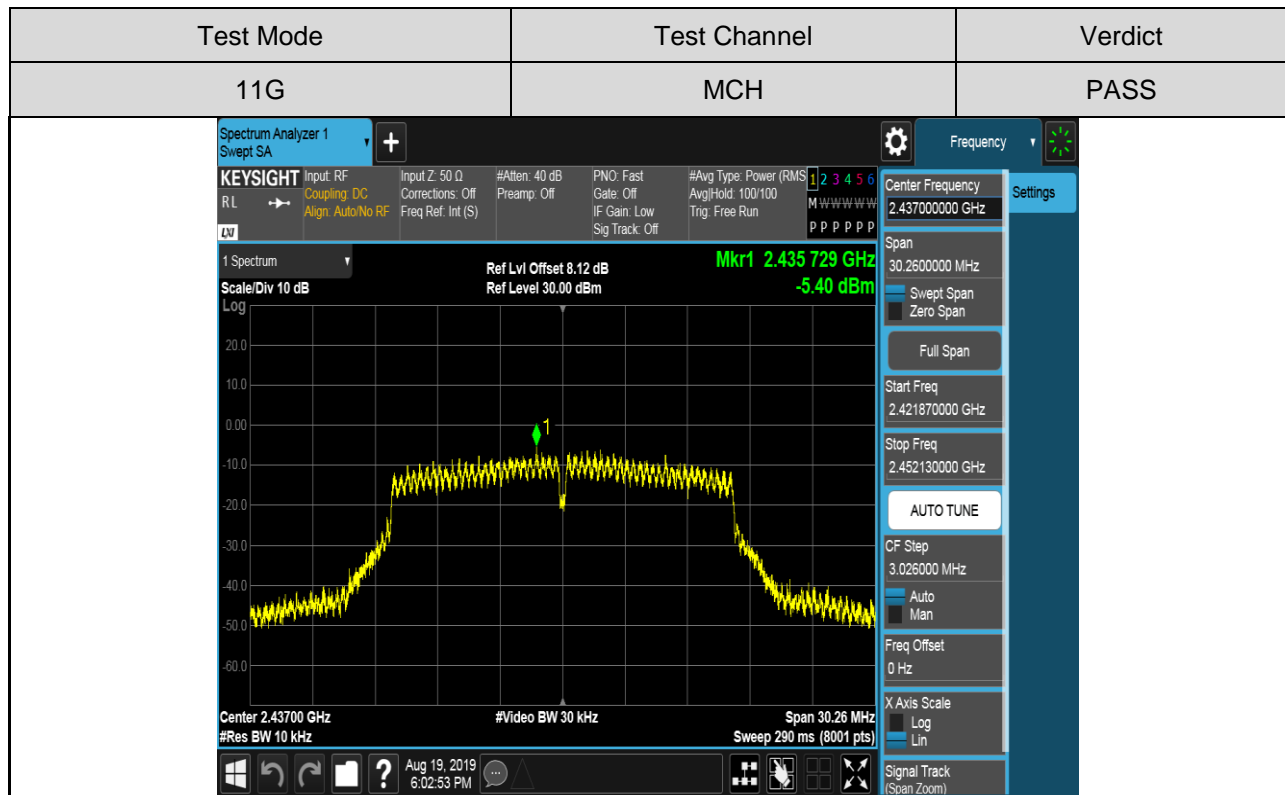 Test Mode Test Channel Verdict
11G MCH PASS
Spectrum Analyzer 1
Swept SA
Frequency
Settings
KEYSIGHT Input: RF Input Z: 50 Ω #Atten: 40 dB PNO: Fast #Avg Type: Power (RMS 1 2 3 4 5 6
RL Coupling: DC Corrections: Off Preamp: Off Gate: Off Avg|Hold: 100/100 M W W W W W
Align: Auto/No RF Freq Ref: Int (S) IF Gain: Low Trig: Free Run
LXI Sig Track: Off P P P P P P
1 Spectrum
Scale/Div 10 dB
Ref Lvl Offset 8.12 dB
Ref Level 30.00 dBm
Mkr1 2.435 729 GHz
-5.40 dBm
Log
20.0
10.0
0.00
-10.0
-20.0
-30.0
-40.0
-50.0
-60.0
1
Center 2.43700 GHz #Video BW 30 kHz Span 30.26 MHz
#Res BW 10 kHz Sweep 290 ms (8001 pts)
Aug 19, 2019
6:02:53 PM
Center Frequency
2.437000000 GHz
Span
30.2600000 MHz
Swept Span
Zero Span
Full Span
Start Freq
2.421870000 GHz
Stop Freq
2.452130000 GHz
AUTO TUNE
CF Step
3.026000 MHz
Auto
Man
Freq Offset
0 Hz
X Axis Scale
Log
Lin
Signal Track
(Span Zoom)